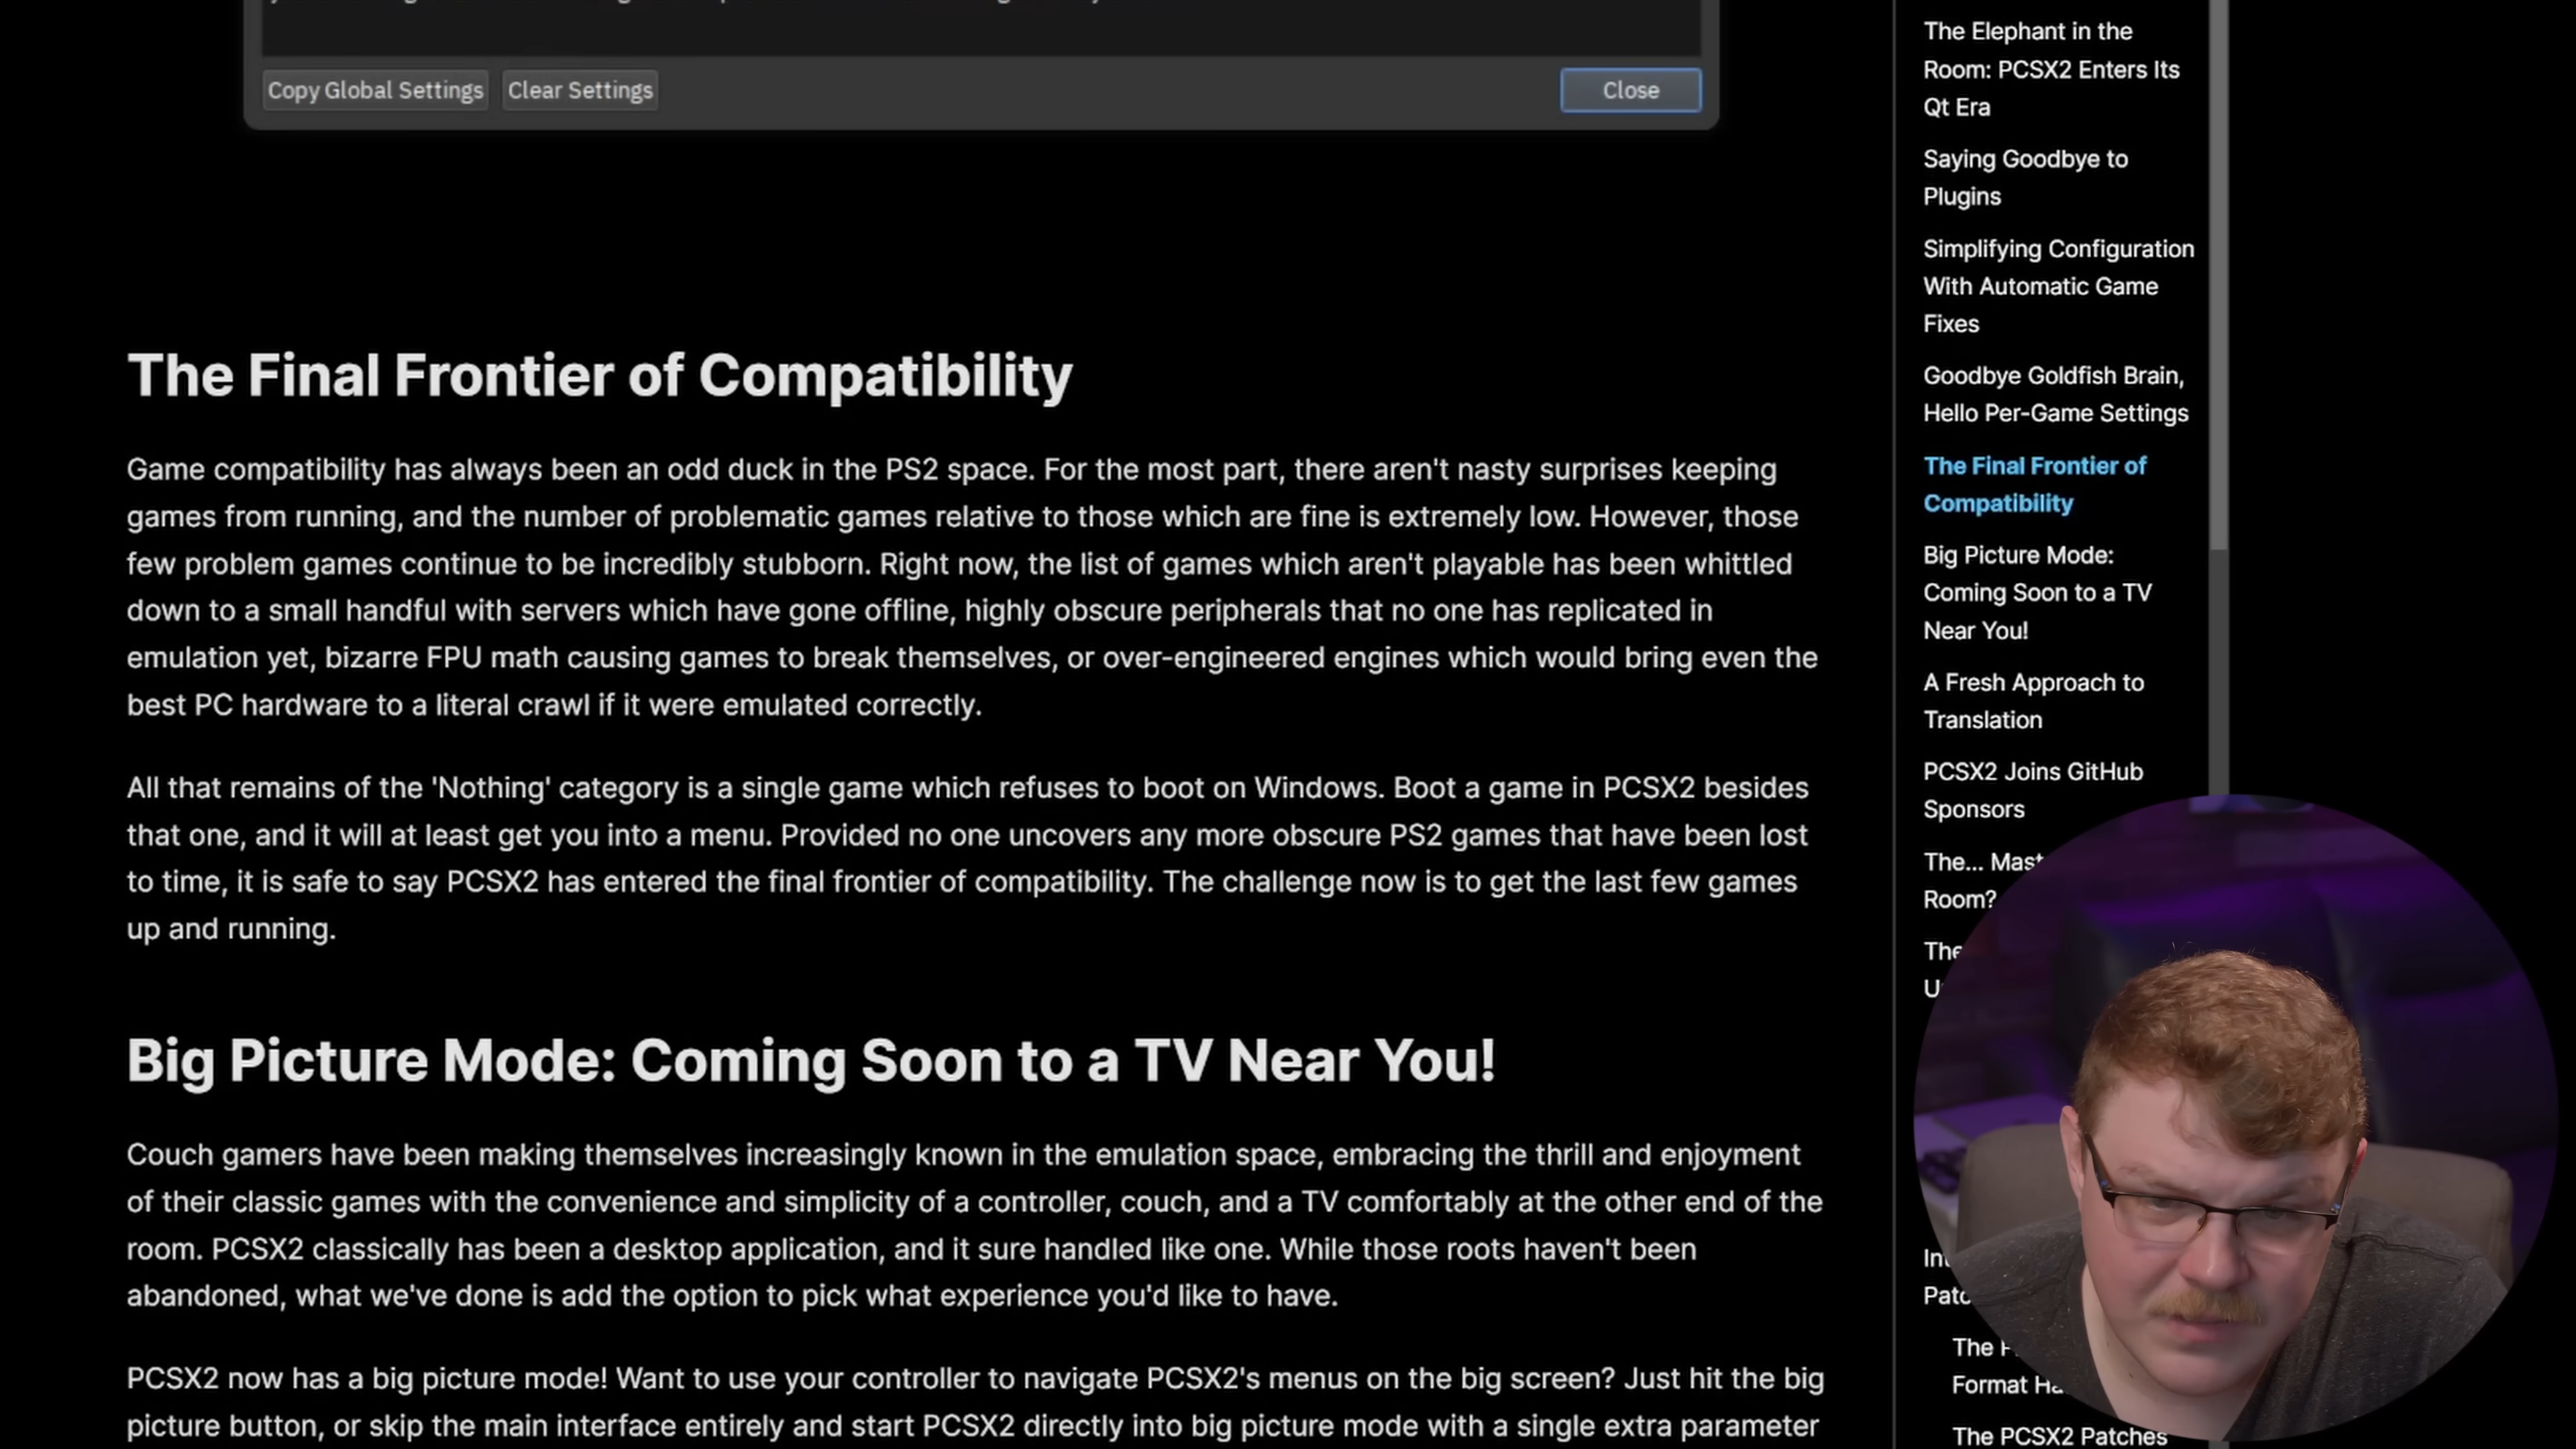 Copy Global Settings
Clear Settings
Close
The Final Frontier of Compatibility
Game compatibility has always been an odd duck in the PS2 space. For the most part, there aren't nasty surprises keeping
games from running, and the number of problematic games relative to those which are fine is extremely low. However, those
few problem games continue to be incredibly stubborn. Right now, the list of games which aren't playable has been whittled
down to a small handful with servers which have gone offline, highly obscure peripherals that no one has replicated in
emulation yet, bizarre FPU math causing games to break themselves, or over-engineered engines which would bring even the
best PC hardware to a literal crawl if it were emulated correctly.
All that remains of the 'Nothing' category is a single game which refuses to boot on Windows. Boot a game in PCSX2 besides
that one, and it will at least get you into a menu. Provided no one uncovers any more obscure PS2 games that have been lost
to time, it is safe to say PCSX2 has entered the final frontier of compatibility. The challenge now is to get the last few games
up and running.
Big Picture Mode: Coming Soon to a TV Near You!
Couch gamers have been making themselves increasingly known in the emulation space, embracing the thrill and enjoyment
of their classic games with the convenience and simplicity of a controller, couch, and a TV comfortably at the other end of the
room. PCSX2 classically has been a desktop application, and it sure handled like one. While those roots haven't been
abandoned, what we've done is add the option to pick what experience you'd like to have.
PCSX2 now has a big picture mode! Want to use your controller to navigate PCSX2's menus on the big screen? Just hit the big
picture button, or skip the main interface entirely and start PCSX2 directly into big picture mode with a single extra parameter
The Elephant in the
Room: PCSX2 Enters Its
Qt Era
Saying Goodbye to
Plugins
Simplifying Configuration
With Automatic Game
Fixes
Goodbye Goldfish Brain,
Hello Per-Game Settings
The Final Frontier of
Compatibility
Big Picture Mode:
Coming Soon to a TV
Near You!
A Fresh Approach to
Translation
PCSX2 Joins GitHub
Sponsors
The...
Room?
The
Format
The PCSX2 Patches